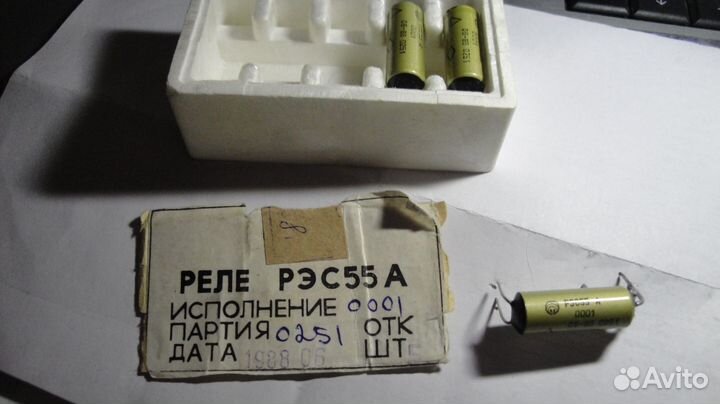 -8
РЕЛЕ РЭС55А
ИСПОЛНЕНИЕ 0001
ПАРТИЯ 0251 ОТК
ДАТА 1988 06 ШТ
РЭС55 А
0001
Avito